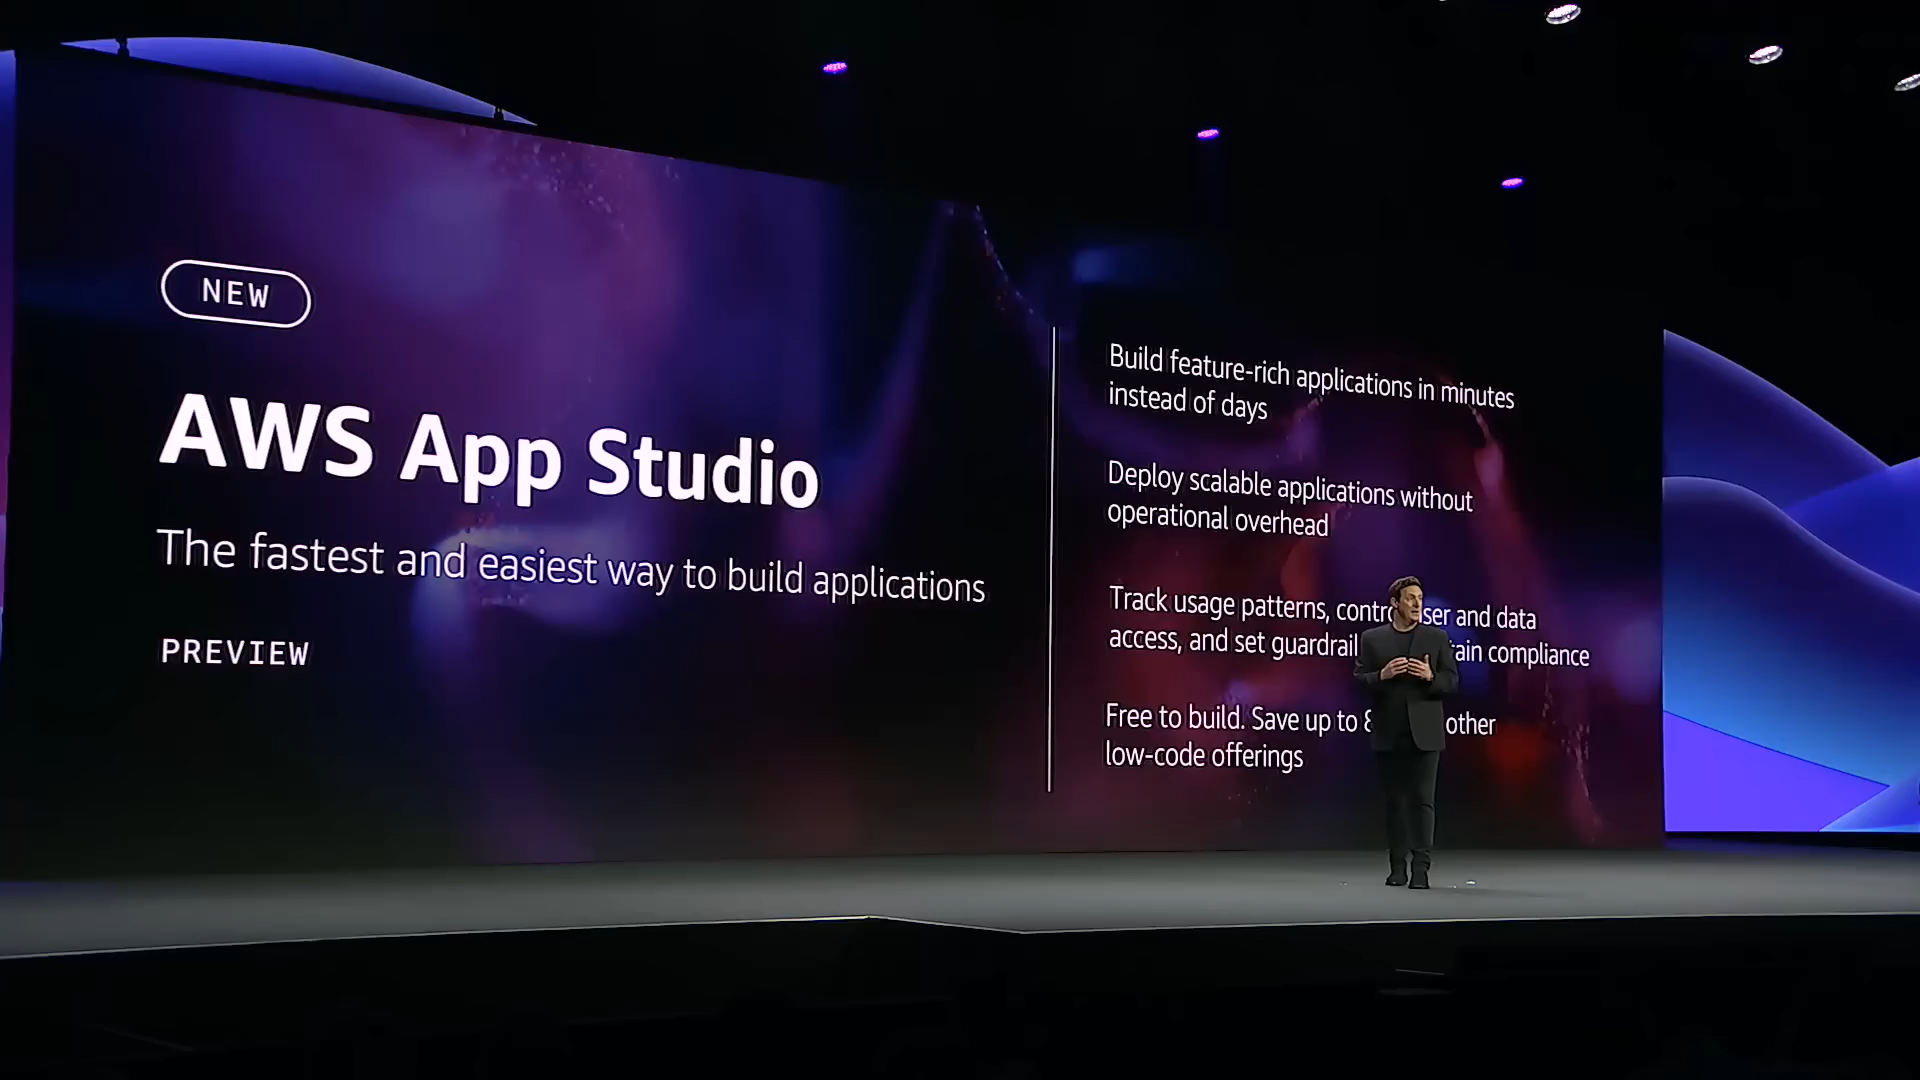 NEW
AWS App Studio
The fastest and easiest way to build applications
PREVIEW
Build feature-rich applications in minutes
instead of days
Deploy scalable applications without
operational overhead
Track usage patterns, and data
access, and set compliance
Free to build. Save up to other
low-code offerings